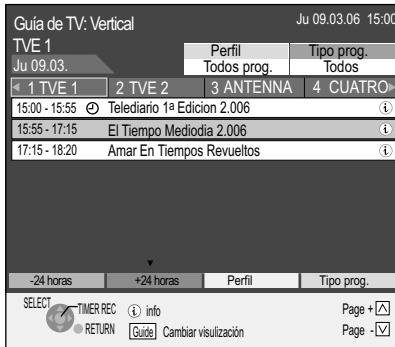 Guía de TV: Vertical Ju 09.03.06 15:00
TVE 1 Perfil Tipo prog.
Ju 09.03. Todos prog. Todos
1 TVE 1 2 TVE 2 3 ANTENNA 4 CUATRO
15:00 - 15:55 Telediario 1ª Edicion 2.006 i
15:55 - 17:15 El Tiempo Mediodia 2.006
17:15 - 18:20 Amar En Tiempos Revueltos i
-24 horas +24 horas Perfil Tipo prog.
SELECT TIMER REC i info Page +
RETURN Guide Cambiar visulización Page -